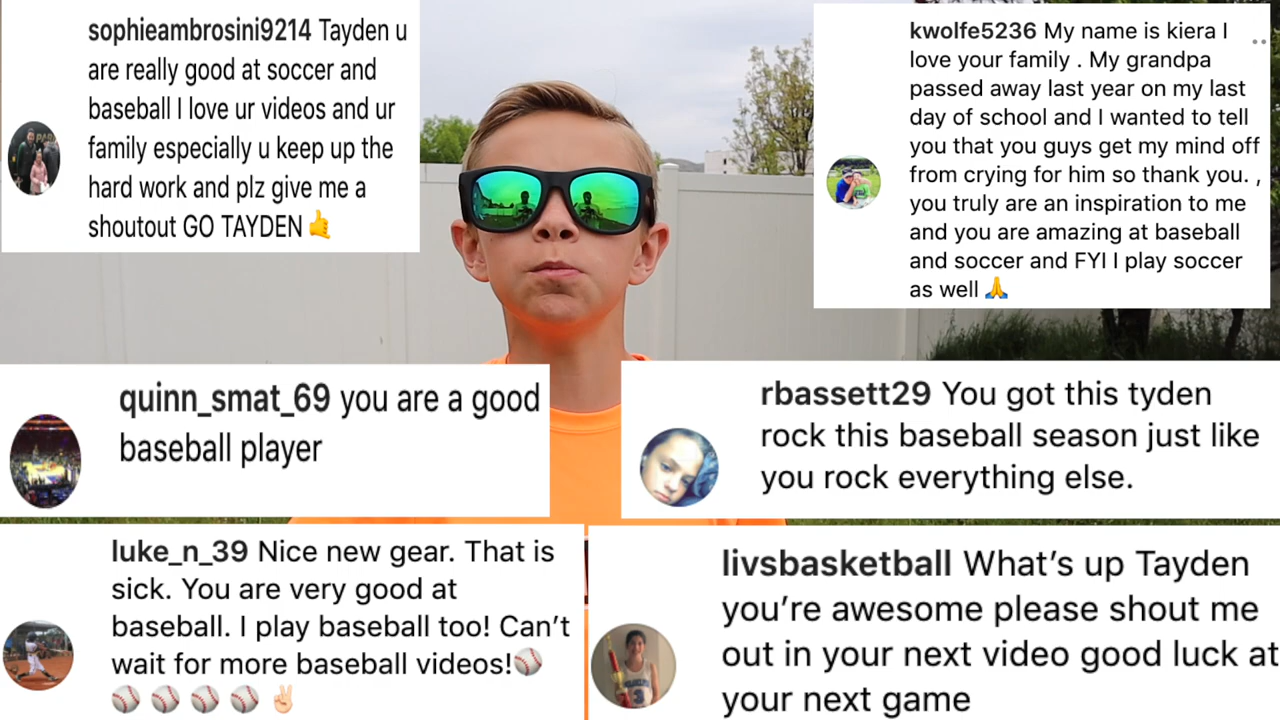 sophieambrosini9214 Tayden u
are really good at soccer and
baseball I love ur videos and ur
family especially u keep up the
hard work and plz give me a
shoutout GO TAYDEN 🤙
kwolfe5236 My name is kiera I
love your family . My grandpa
passed away last year on my last
day of school and I wanted to tell
you that you guys get my mind off
from crying for him so thank you. ,
you truly are an inspiration to me
and you are amazing at baseball
and soccer and FYI I play soccer
as well 🙏
quinn_smat_69 you are a good
baseball player
rbassett29 You got this tyden
rock this baseball season just like
you rock everything else.
luke_n_39 Nice new gear. That is
sick. You are very good at
baseball. I play baseball too! Can't
wait for more baseball videos!⚾
⚾ ⚾ ⚾ ⚾ ✌🏻
livsbasketball What's up Tayden
you're awesome please shout me
out in your next video good luck at
your next game